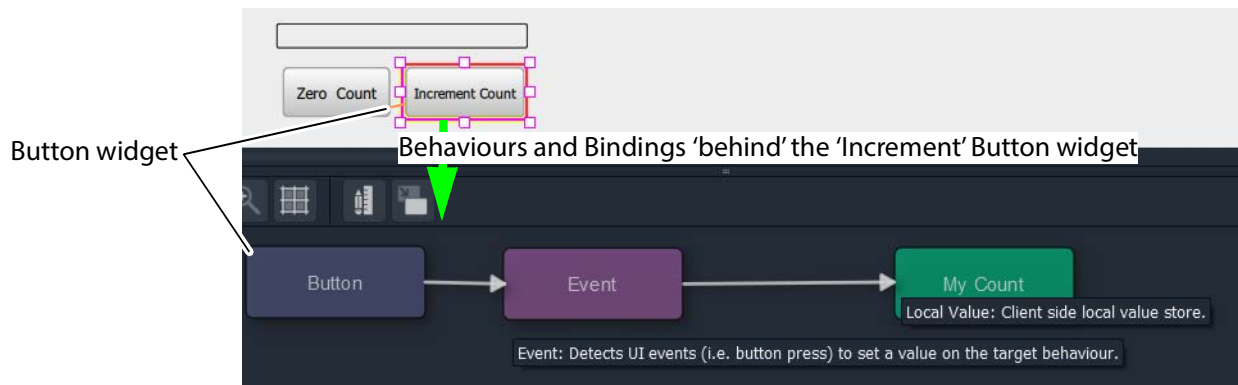 Zero Count
Increment Count
Button widget
Behaviours and Bindings ‘behind’ the ‘Increment’ Button widget
Button
Event
My Count
Local Value: Client side local value store.
Event: Detects UI events (i.e. button press) to set a value on the target behaviour.